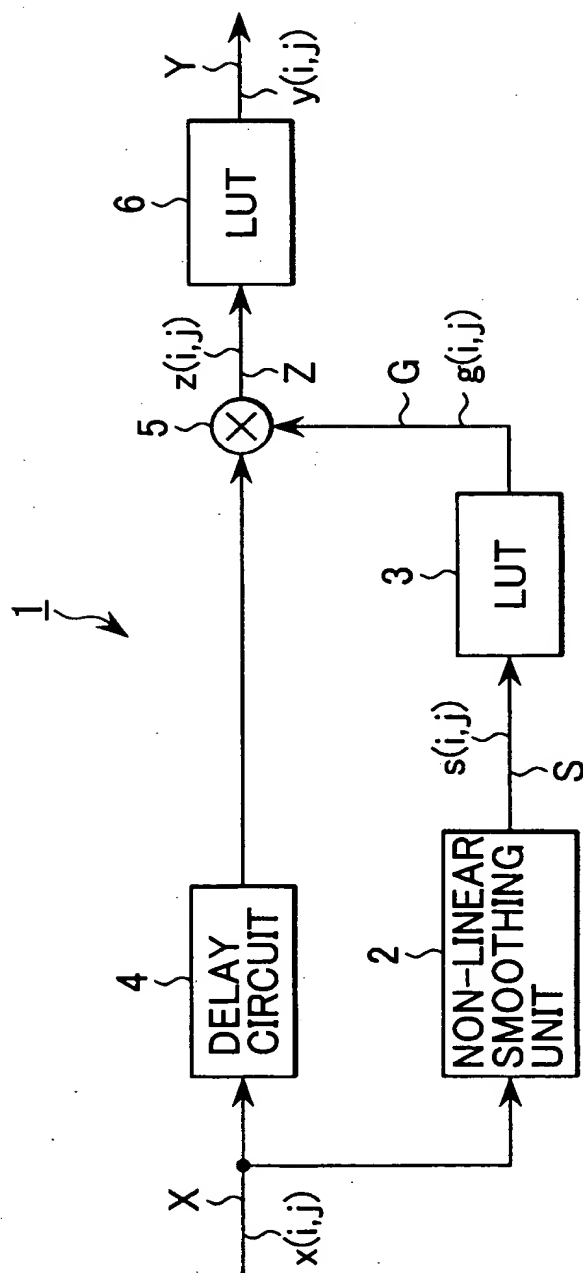 1
X
x(i,j)
4
DELAY
CIRCUIT
2
NON-LINEAR
SMOOTHING
UNIT
s(i,j)
S
3
LUT
G
g(i,j)
5
z(i,j)
Z
6
LUT
Y
y(i,j)